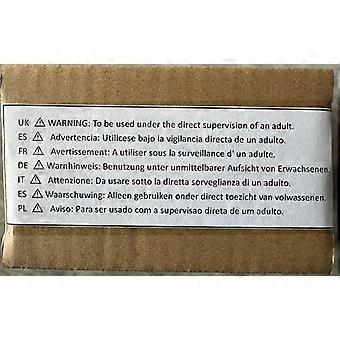 UK ⚠ WARNING: To be used under the direct supervision of an adult.
ES ⚠ Advertencia: Utilicese bajo la vigilancia directa de un adulto.
FR ⚠ Avertissement: A utiliser sous la surveillance d' un adulte.
DE ⚠ Warnhinweis: Benutzung unter unmittelbarer Aufsicht von Erwachsenen.
IT ⚠ Attenzione: Da usare sotto la diretta sorveglianza di un adulto.
ES ⚠ Waarschuwing: Alleen gebruiken onder direct toezicht van volwassenen.
PL ⚠ Aviso: Para ser usado com a supervisao direta de um adulto.